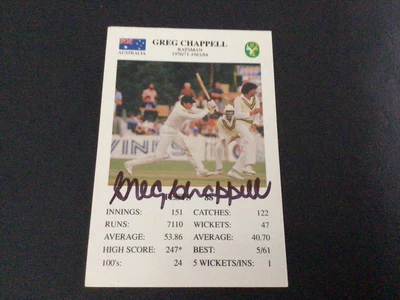 GREG CHAPPELL
BATSMAN
AUSTRALIA 1970/71-1983/84
Greg Chappell
88
INNINGS: 151 CATCHES: 122
RUNS: 7110 WICKETS: 47
AVERAGE: 53.86 AVERAGE: 40.70
HIGH SCORE: 247* BEST: 5/61
100's: 24 5 WICKETS/INS: 1